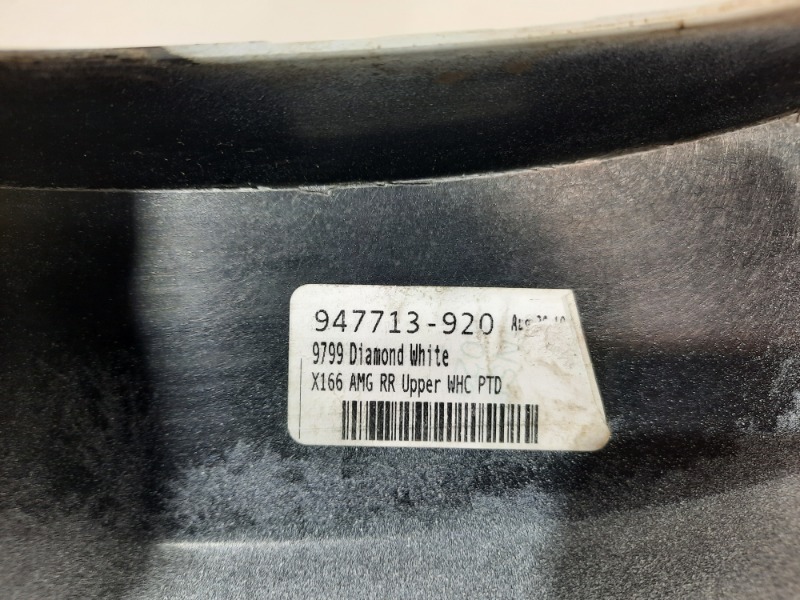 947713-920
9799 Diamond White
X166 AMG RR Upper WHC PTD